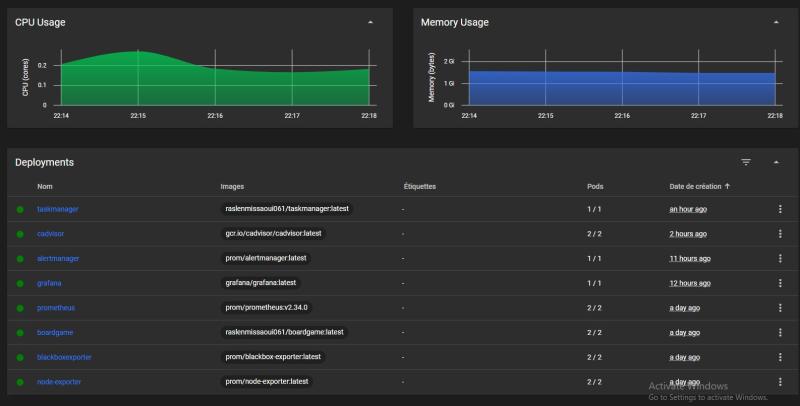 CPU Usage
CPU (cores)
0.2
0.1
0
22:14 22:15 22:16 22:17 22:18
Memory Usage
Memory (bytes)
2 Gi
1 Gi
0 Gi
22:14 22:15 22:16 22:17 22:18
Deployments
Nom Images Étiquettes Pods Date de création
taskmanager raslenmissaoui061/taskmanager:latest - 1 / 1 an hour ago
cadvisor gcr.io/cadvisor/cadvisor:latest - 2 / 2 2 hours ago
alertmanager prom/alertmanager:latest - 1 / 1 11 hours ago
grafana grafana/grafana:latest - 1 / 1 12 hours ago
prometheus prom/prometheus:v2.34.0 - 2 / 2 a day ago
boardgame raslenmissaoui061/boardgame:latest - 2 / 2 a day ago
blackboxexporter prom/blackbox-exporter:latest - 2 / 2 a day ago
node-exporter prom/node-exporter:latest - 2 / 2 a day ago
Activate Windows
Go to Settings to activate Windows.